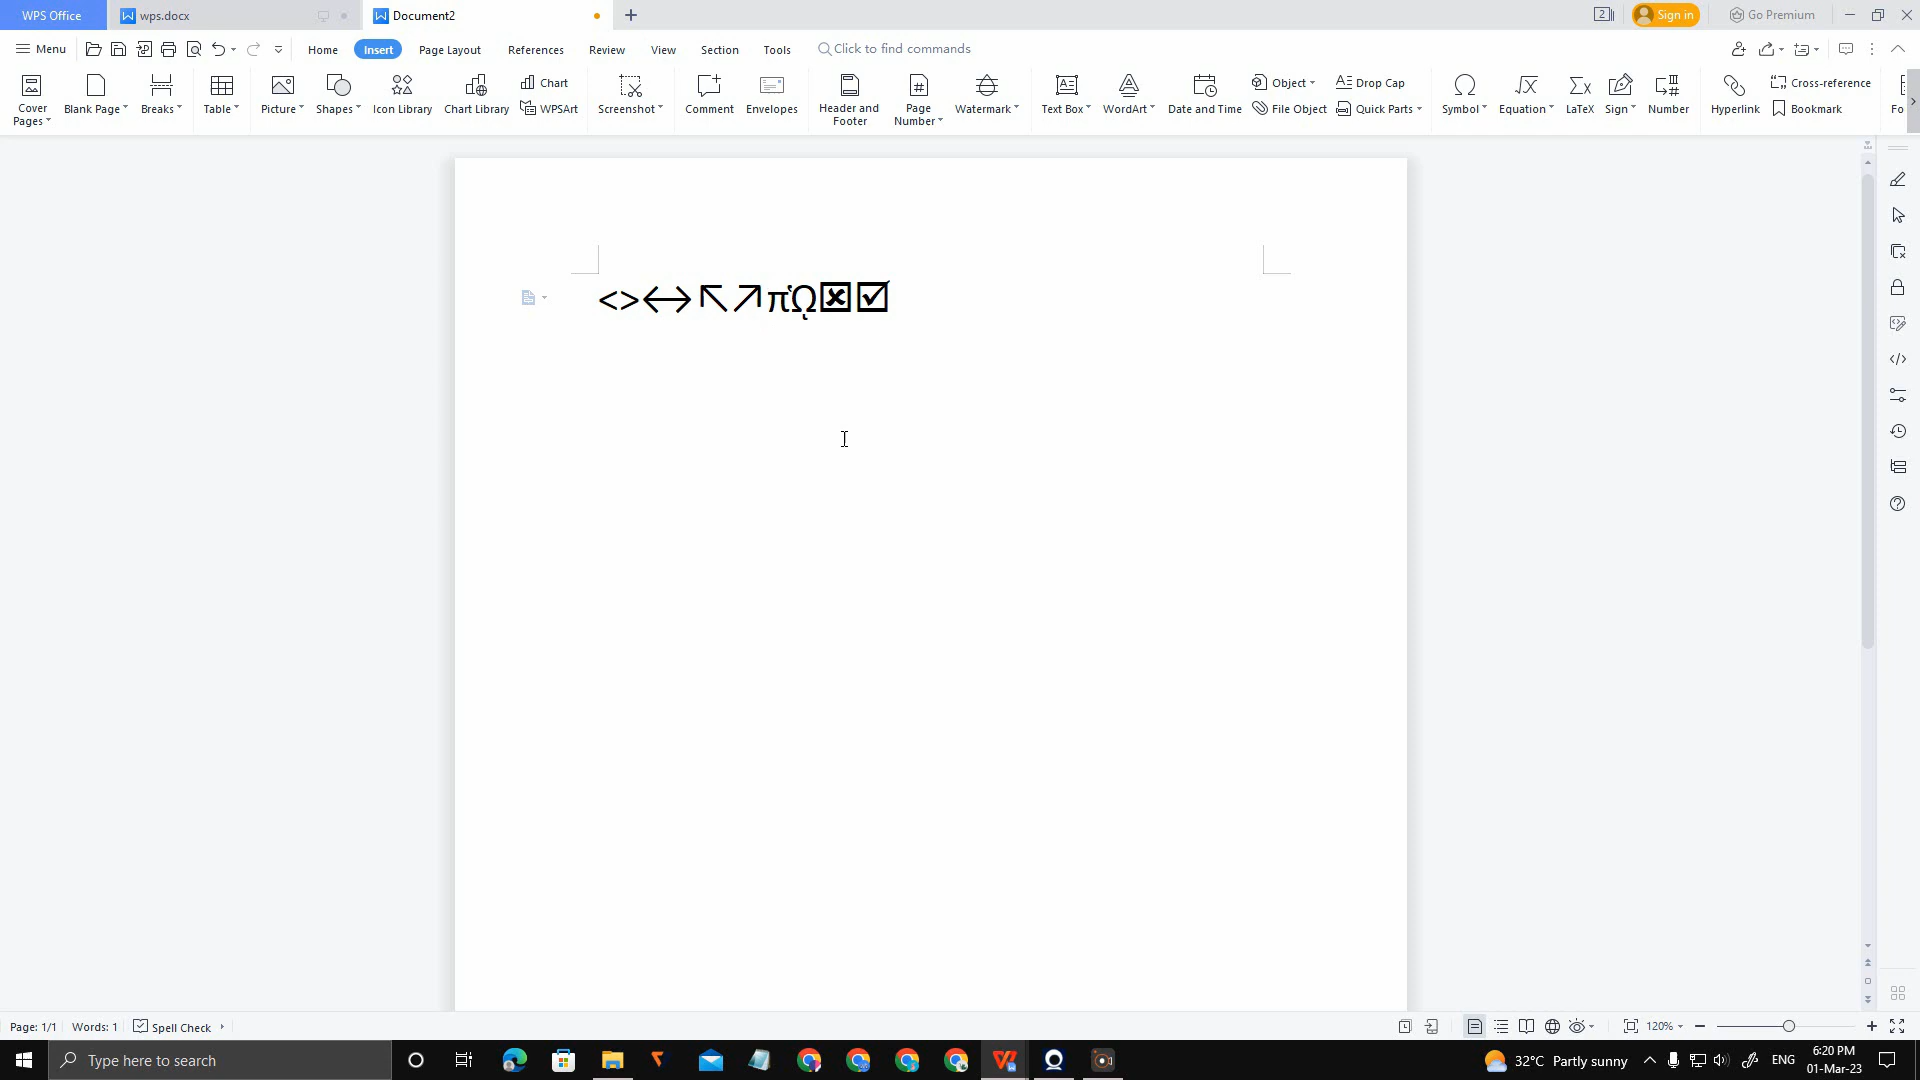 WPS Office
wps.docx
Document2
2
Sign in
Go Premium
Menu
Home
Insert
Page Layout
References
Review
View
Section
Tools
Click to find commands
Cover Pages
Blank Page
Breaks
Table
Picture
Shapes
Icon Library
Chart Library
Chart
WPSArt
Screenshot
Comment
Envelopes
Header and Footer
Page Number
Watermark
Text Box
WordArt
Date and Time
Object
File Object
Drop Cap
Quick Parts
Symbol
Equation
LaTeX
Sign
Number
Hyperlink
Cross-reference
Bookmark
Fo
<>↔↖↗πᾪ☒☑
Page: 1/1
Words: 1
Spell Check
120%
Type here to search
32°C Partly sunny
ENG
6:20 PM
01-Mar-23